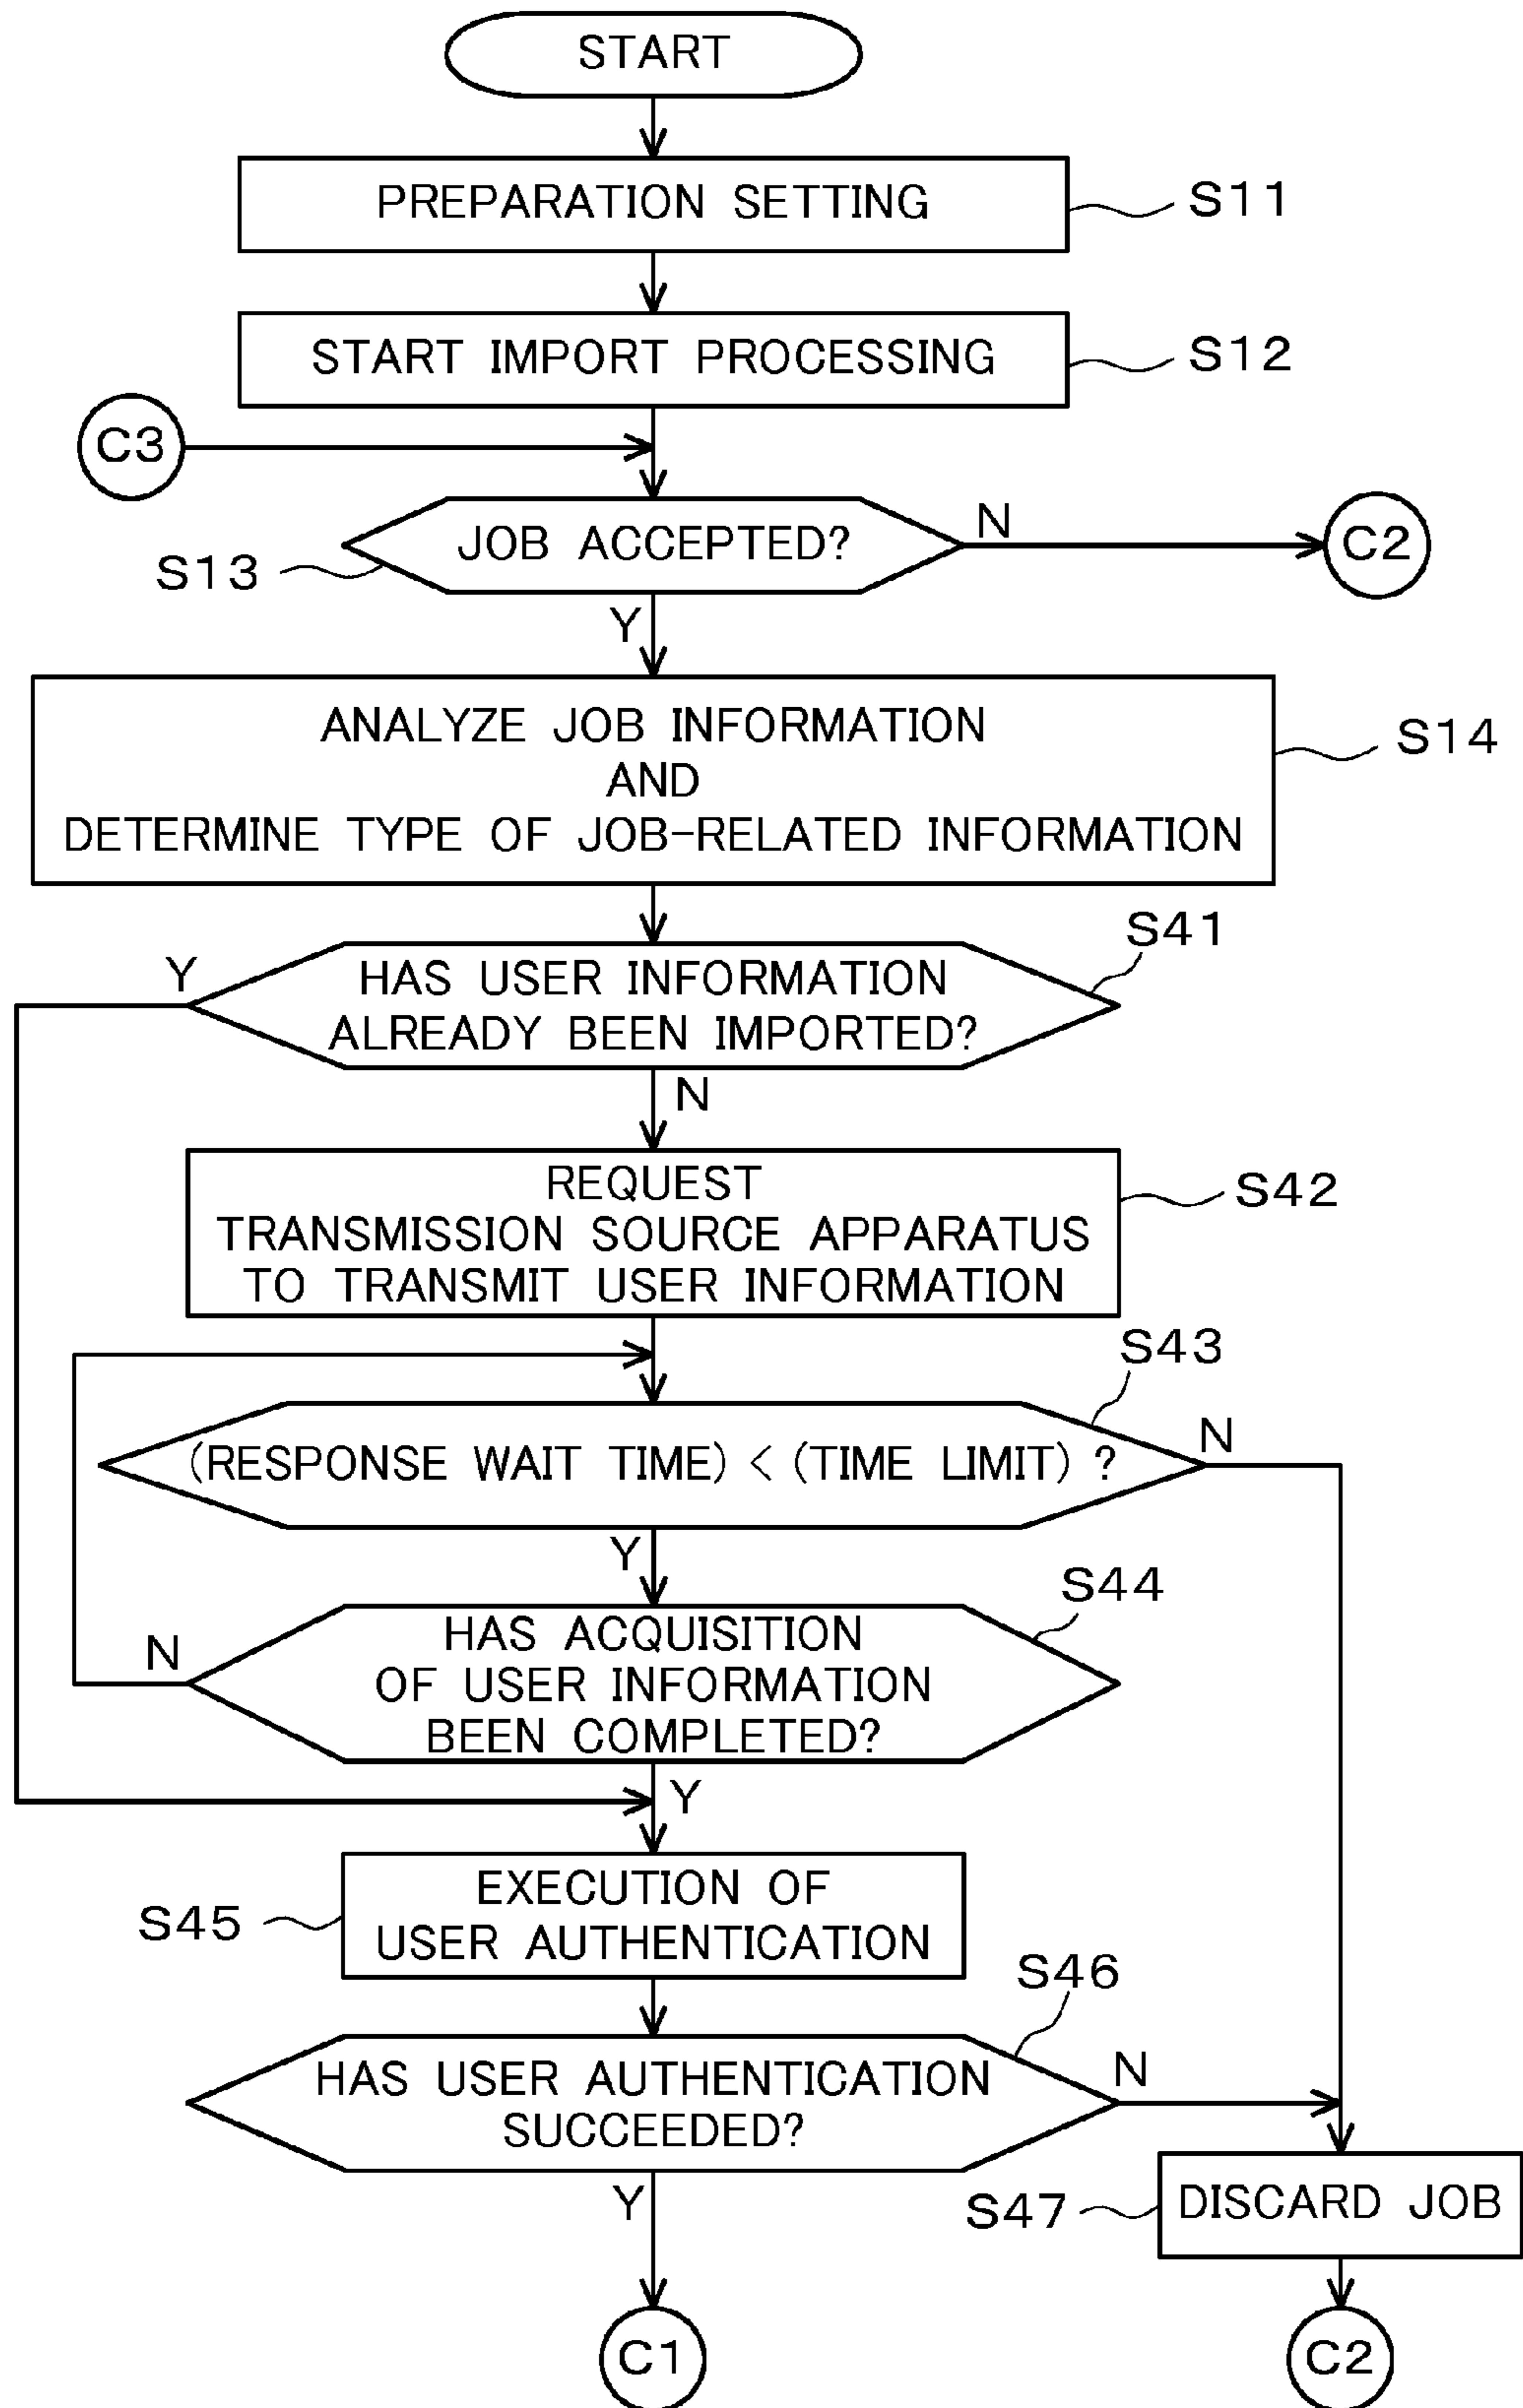 START
PREPARATION SETTING
S11
START IMPORT PROCESSING
S12
C3
JOB ACCEPTED?
N
C2
S13
Y
ANALYZE JOB INFORMATION
AND
DETERMINE TYPE OF JOB-RELATED INFORMATION
S14
S41
Y
HAS USER INFORMATION
ALREADY BEEN IMPORTED?
N
REQUEST
TRANSMISSION SOURCE APPARATUS
TO TRANSMIT USER INFORMATION
S42
S43
(RESPONSE WAIT TIME) < (TIME LIMIT) ?
N
Y
S44
N
HAS ACQUISITION
OF USER INFORMATION
BEEN COMPLETED?
Y
EXECUTION OF
USER AUTHENTICATION
S45
S46
HAS USER AUTHENTICATION
SUCCEEDED?
N
Y
S47
DISCARD JOB
C1
C2